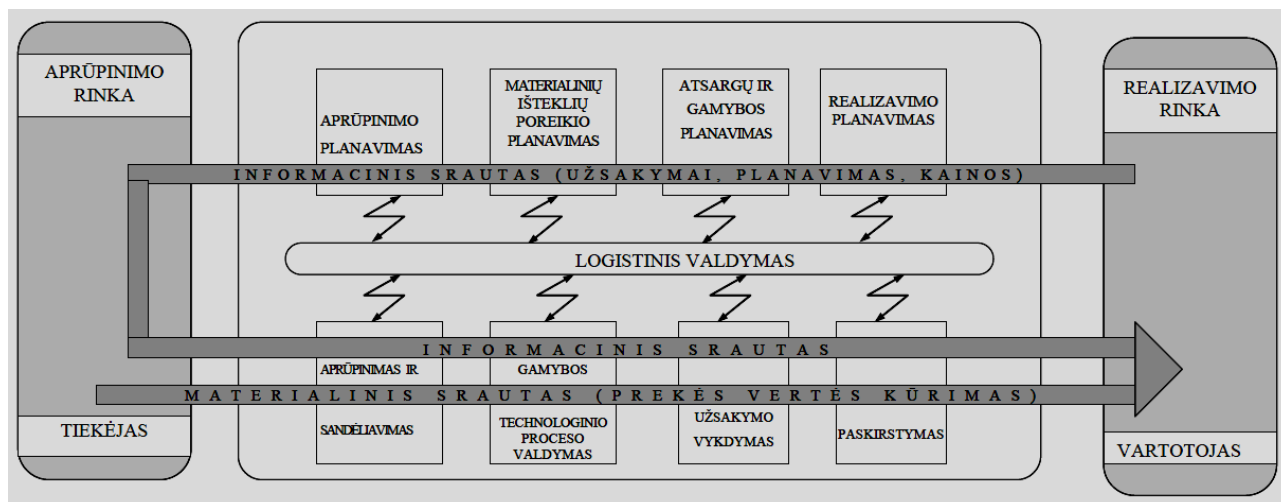 APRŪPINIMO
RINKA
TIEKĖJAS
APRŪPINIMO
PLANAVIMAS
MATERIALINIŲ
IŠTEKLIŲ
POREIKIO
PLANAVIMAS
ATSARGŲ IR
GAMYBOS
PLANAVIMAS
REALIZAVIMO
PLANAVIMAS
INFORMACINIS SRAUTAS (UŽSAKYMAI, PLANAVIMAS, KAINOS)
LOGISTINIS VALDYMAS
INFORMACINIS SRAUTAS
APRŪPINIMAS IR
GAMYBOS
MATERIALINIS SRAUTAS (PREKĖS VERTĖS KŪRIMAS)
SANDĖLIAVIMAS
TECHNOLOGINIO
PROCESO
VALDYMAS
UŽSAKYMO
VYKDYMAS
PASKIRSTYMAS
REALIZAVIMO
RINKA
VARTOTOJAS